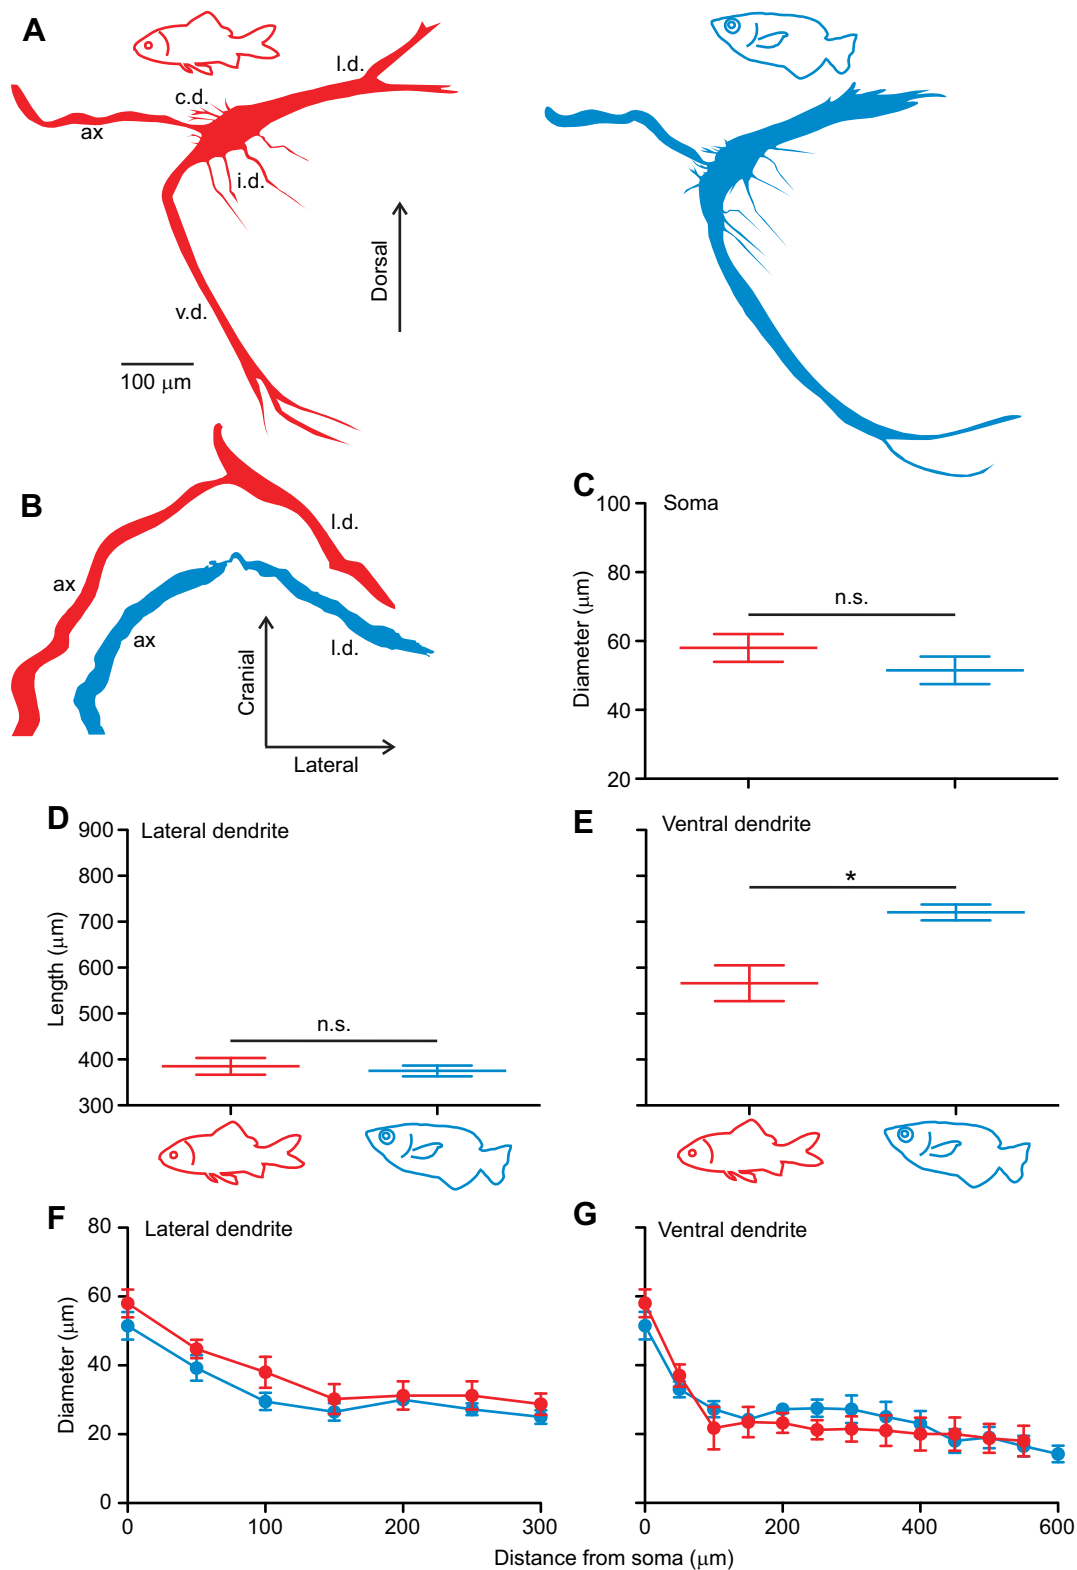 A
l.d.
c.d.
ax
i.d.
Dorsal
v.d.
100 μm
B
l.d.
ax
ax
l.d.
Cranial
Lateral
C
Soma
100
80
60
40
20
Diameter (μm)
n.s.
D
Lateral dendrite
900
800
700
600
500
400
300
Length (μm)
n.s.
E
Ventral dendrite
*
F
Lateral dendrite
80
60
40
20
0
Diameter (μm)
0
100
200
300
G
Ventral dendrite
0
200
400
600
Distance from soma (μm)